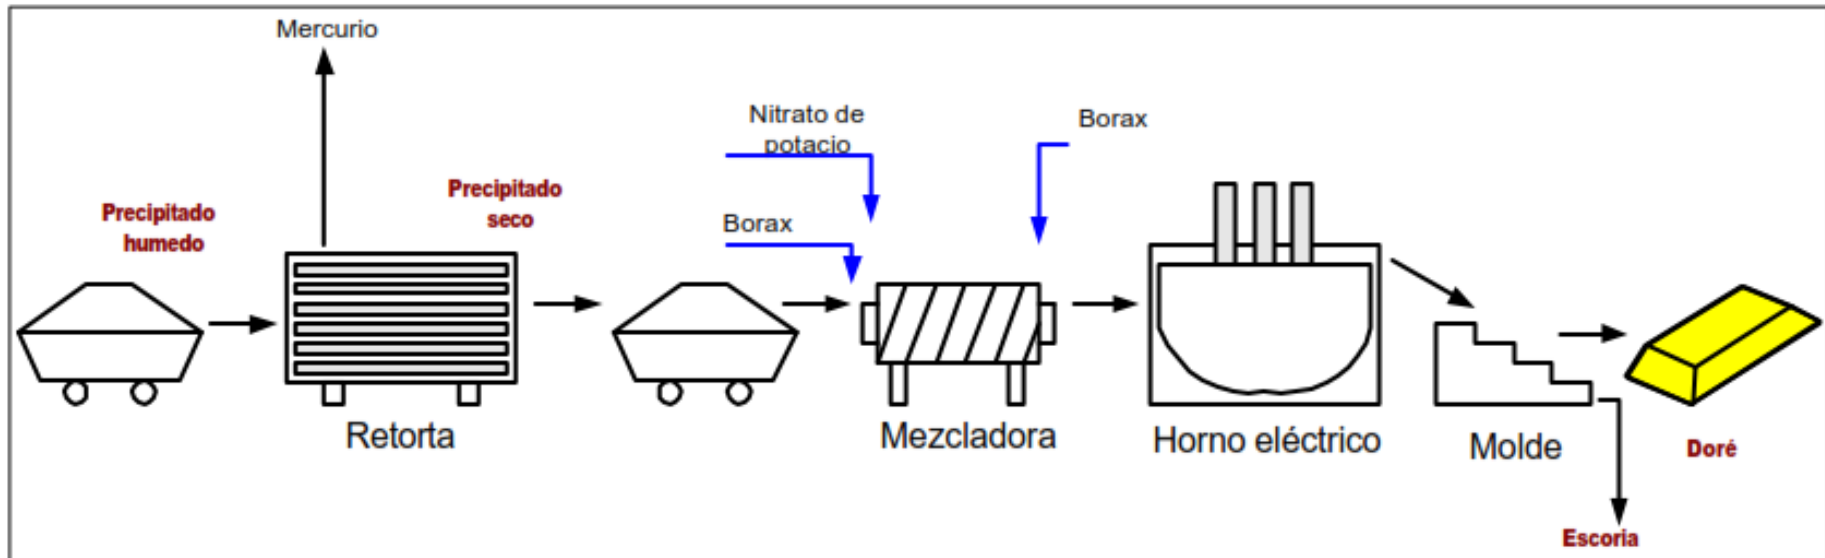 Mercurio
Nitrato de
potacio
Borax
Precipitado
seco
Precipitado
humedo
Borax
Retorta
Mezcladora
Horno eléctrico
Molde
Doré
Escoria